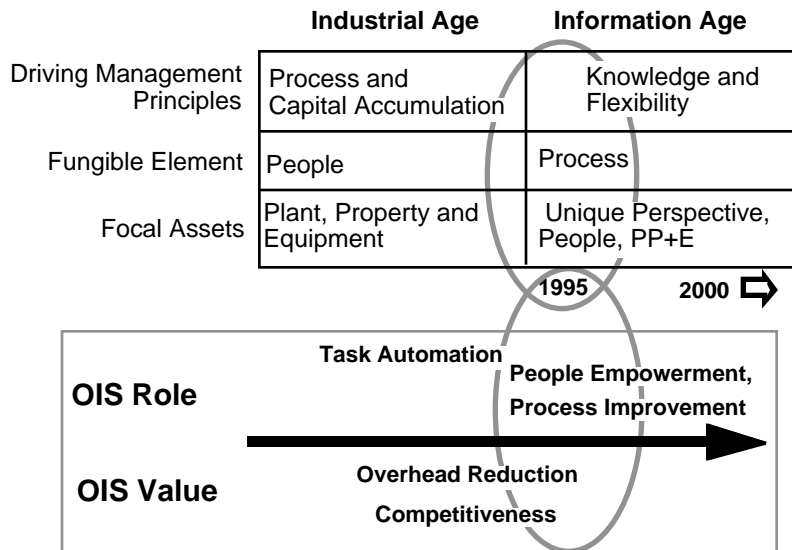 Industrial Age Information Age
Driving Management Principles
Process and Capital Accumulation
Knowledge and Flexibility
Fungible Element
People
Process
Focal Assets
Plant, Property and Equipment
Unique Perspective, People, PP+E
1995
2000
Task Automation
OIS Role
People Empowerment,
Process Improvement
OIS Value
Overhead Reduction
Competitiveness